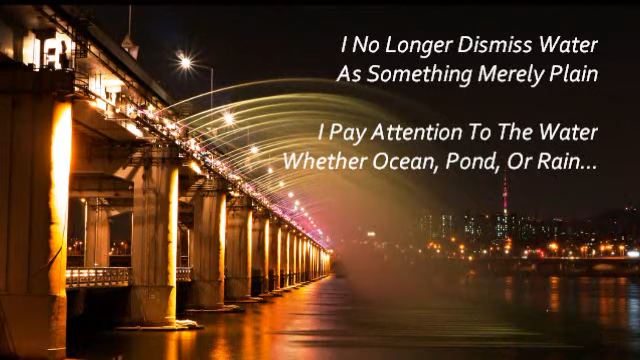 I No Longer Dismiss Water
As Something Merely Plain
I Pay Attention To The Water
Whether Ocean, Pond, Or Rain...